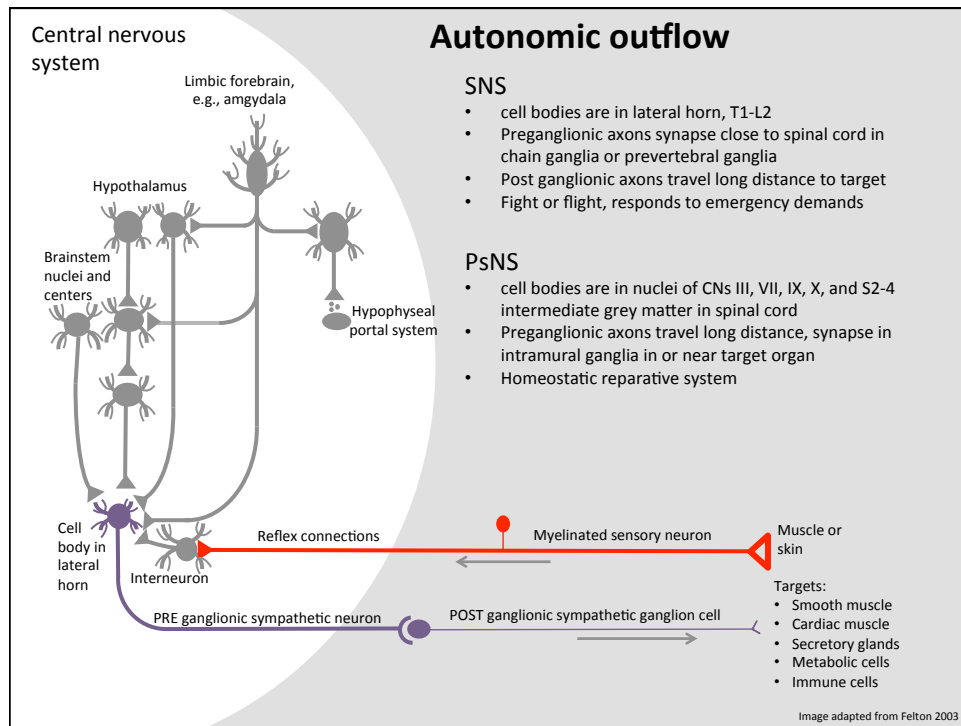 Central nervous
system
Autonomic outflow
Limbic forebrain,
e.g., amygdala
Hypothalamus
Brainstem
nuclei and
centers
Hypophyseal
portal system
SNS
• cell bodies are in lateral horn, T1-L2
• Preganglionic axons synapse close to spinal cord in
chain ganglia or prevertebral ganglia
• Post ganglionic axons travel long distance to target
• Fight or flight, responds to emergency demands
PsNS
• cell bodies are in nuclei of CNs III, VII, IX, X, and S2-4
intermediate grey matter in spinal cord
• Preganglionic axons travel long distance, synapse in
intramural ganglia in or near target organ
• Homeostatic reparative system
Cell
body in
lateral
horn
Interneuron
Reflex connections
Myelinated sensory neuron
Muscle or
skin
PRE ganglionic sympathetic neuron
POST ganglionic sympathetic ganglion cell
Targets:
• Smooth muscle
• Cardiac muscle
• Secretory glands
• Metabolic cells
• Immune cells
Image adapted from Felton 2003